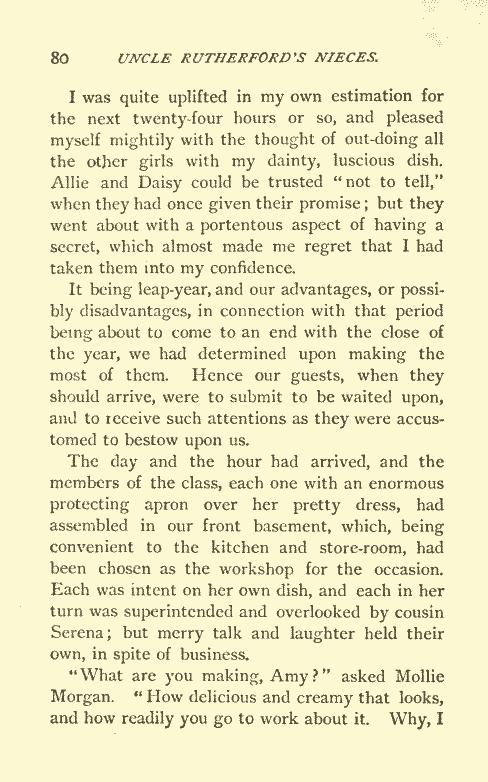 80 UNCLE RUTHERFORD'S NIECES.
I was quite uplifted in my own estimation for
the next twenty-four hours or so, and pleased
myself mightily with the thought of out-doing all
the other girls with my dainty, luscious dish.
Allie and Daisy could be trusted "not to tell,"
when they had once given their promise; but they
went about with a portentous aspect of having a
secret, which almost made me regret that I had
taken them into my confidence.
It being leap-year, and our advantages, or possi-
bly disadvantages, in connection with that period
being about to come to an end with the close of
the year, we had determined upon making the
most of them. Hence our guests, when they
should arrive, were to submit to be waited upon,
and to receive such attentions as they were accus-
tomed to bestow upon us.
The day and the hour had arrived, and the
members of the class, each one with an enormous
protecting apron over her pretty dress, had
assembled in our front basement, which, being
convenient to the kitchen and store-room, had
been chosen as the workshop for the occasion.
Each was intent on her own dish, and each in her
turn was superintended and overlooked by cousin
Serena; but merry talk and laughter held their
own, in spite of business.
"What are you making, Amy?" asked Mollie
Morgan. "How delicious and creamy that looks,
and how readily you go to work about it. Why, I